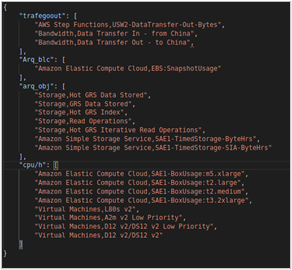 {
"trafegoout": [
"AWS Step Functions,USW2-DataTransfer-Out-Bytes",
"Bandwidth,Data Transfer In - from China",
"Bandwidth,Data Transfer Out - to China",
],
"Arq_blc": [
"Amazon Elastic Compute Cloud,EBS:SnapshotUsage"
],
"arq_obj": [
"Storage,Hot GRS Data Stored",
"Storage,GRS Data Stored",
"Storage,Hot GRS Index",
"Storage,Read Operations",
"Storage,Hot GRS Iterative Read Operations",
"Amazon Simple Storage Service,SAE1-TimedStorage-ByteHrs",
"Amazon Simple Storage Service,SAE1-TimedStorage-SIA-ByteHrs"
],
"cpu/h": [
"Amazon Elastic Compute Cloud,SAE1-BoxUsage:m5.xlarge",
"Amazon Elastic Compute Cloud,SAE1-BoxUsage:t2.large",
"Amazon Elastic Compute Cloud,SAE1-BoxUsage:t2.medium",
"Amazon Elastic Compute Cloud,SAE1-BoxUsage:t3.2xlarge",
"Virtual Machines,L80s v2",
"Virtual Machines,A2m v2 Low Priority",
"Virtual Machines,D12 v2/DS12 v2 Low Priority",
"Virtual Machines,D12 v2/DS12 v2"
]
}